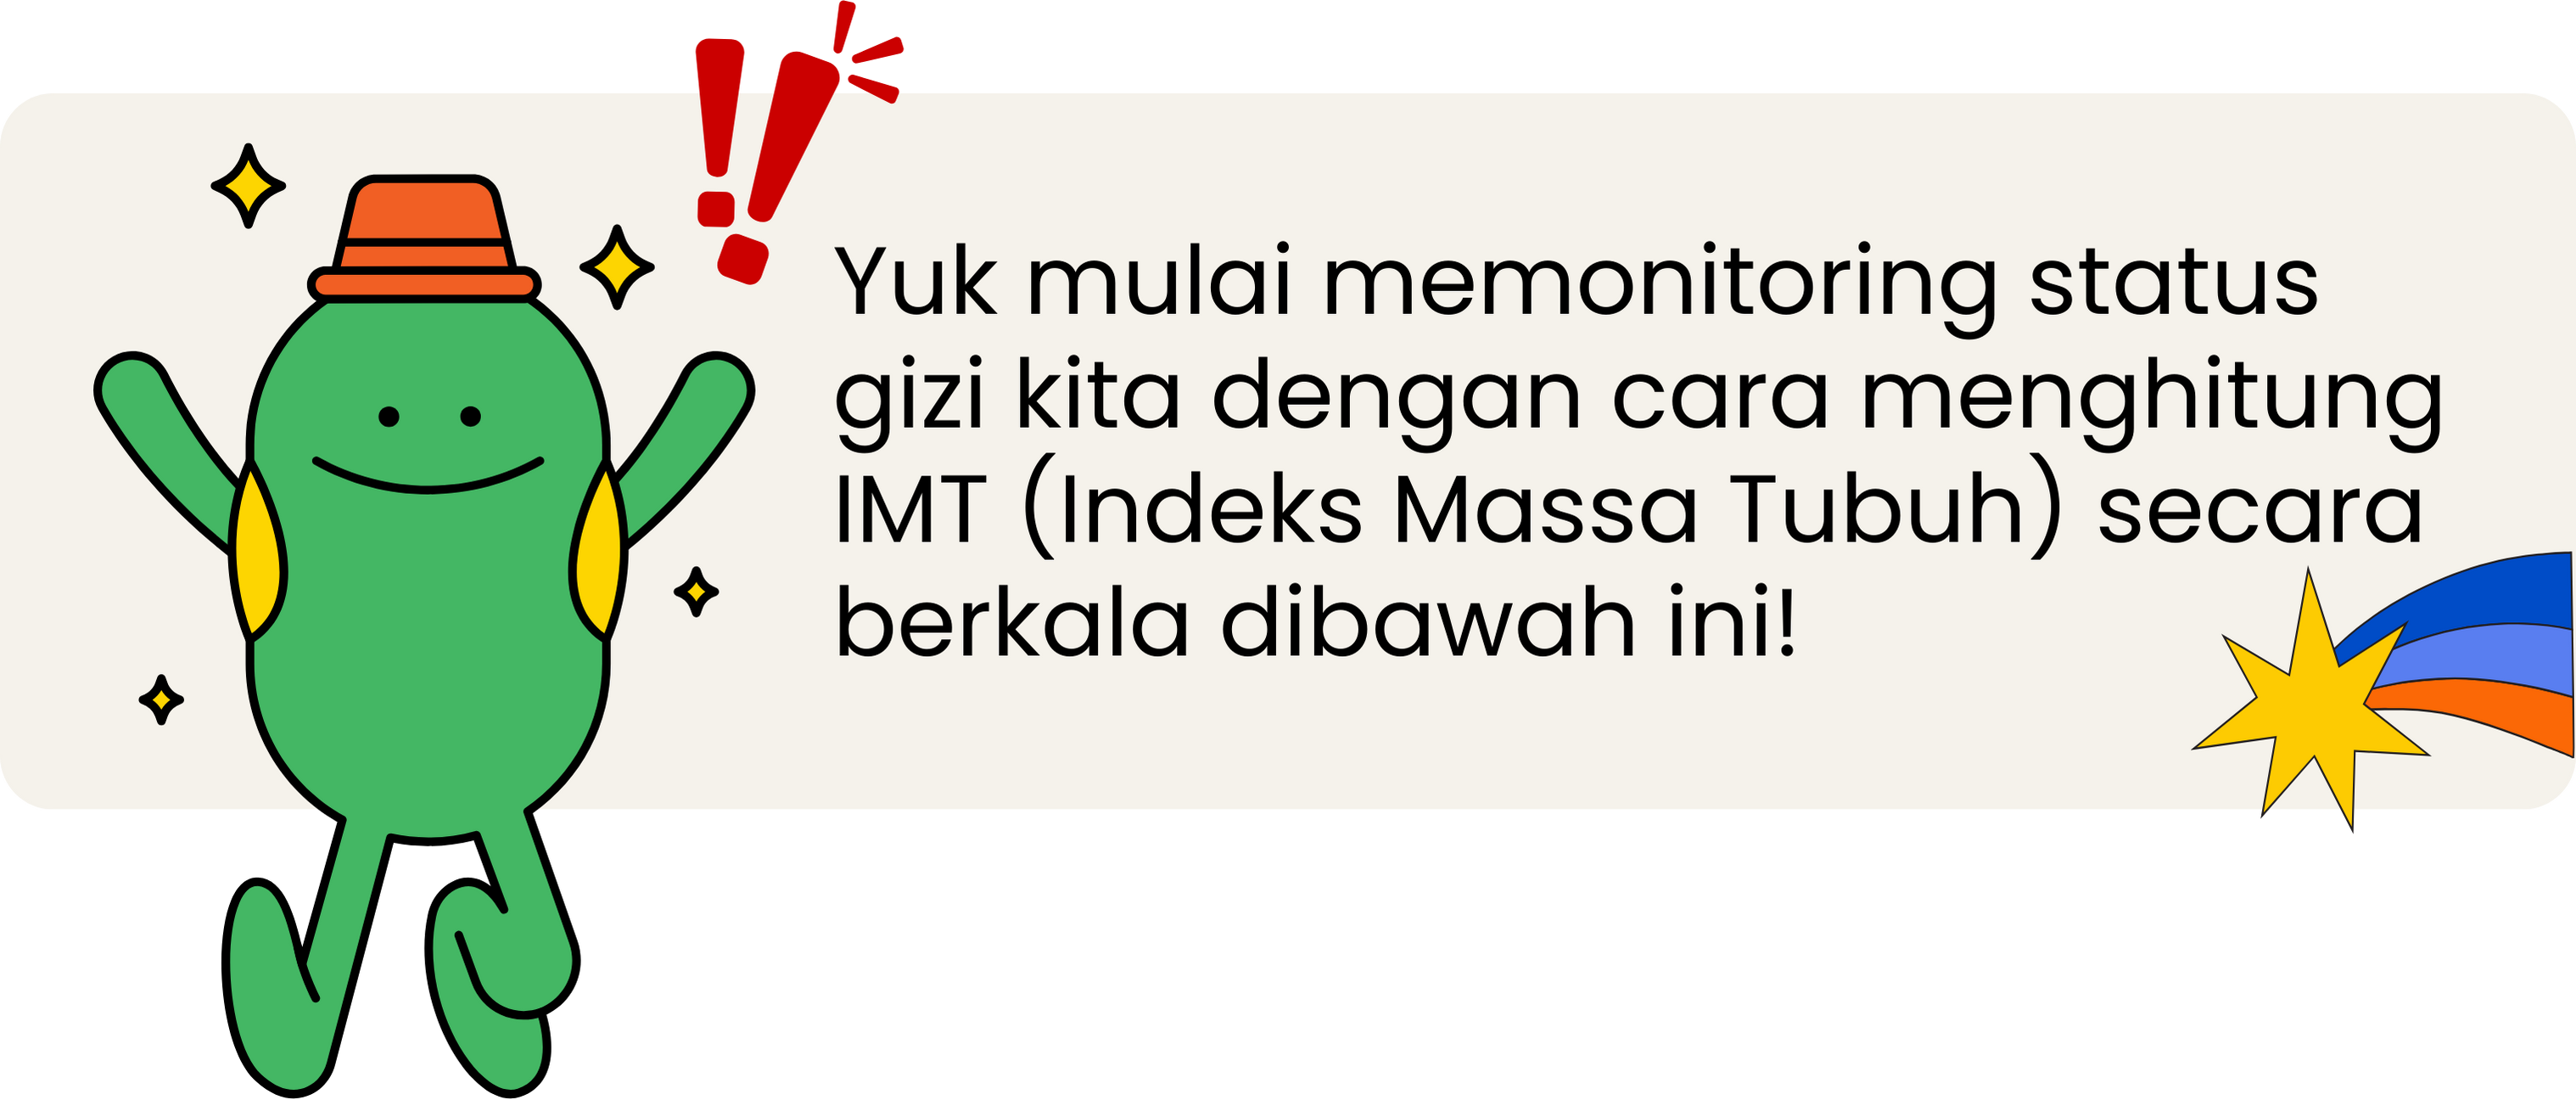 Yuk mulai memonitoring status
gizi kita dengan cara menghitung
IMT (Indeks Massa Tubuh) secara
berkala dibawah ini!